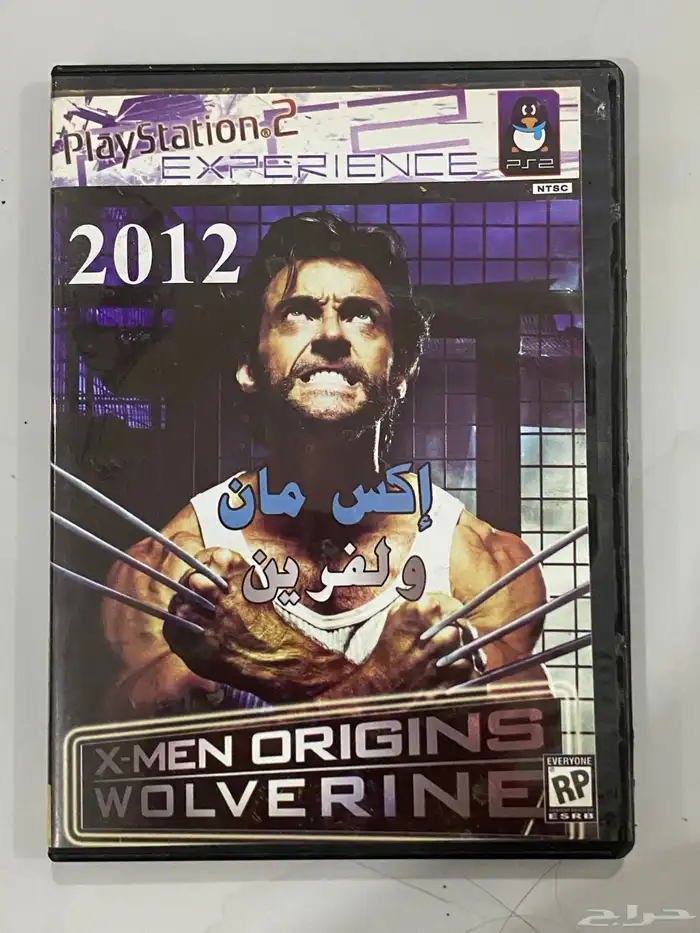 PlayStation®2
EXPERIENCE
PS2
NTSC
2012
إكس مان
ولفرين
X-MEN ORIGINS
WOLVERINE
EVERYONE
RP
ESRB
حراج